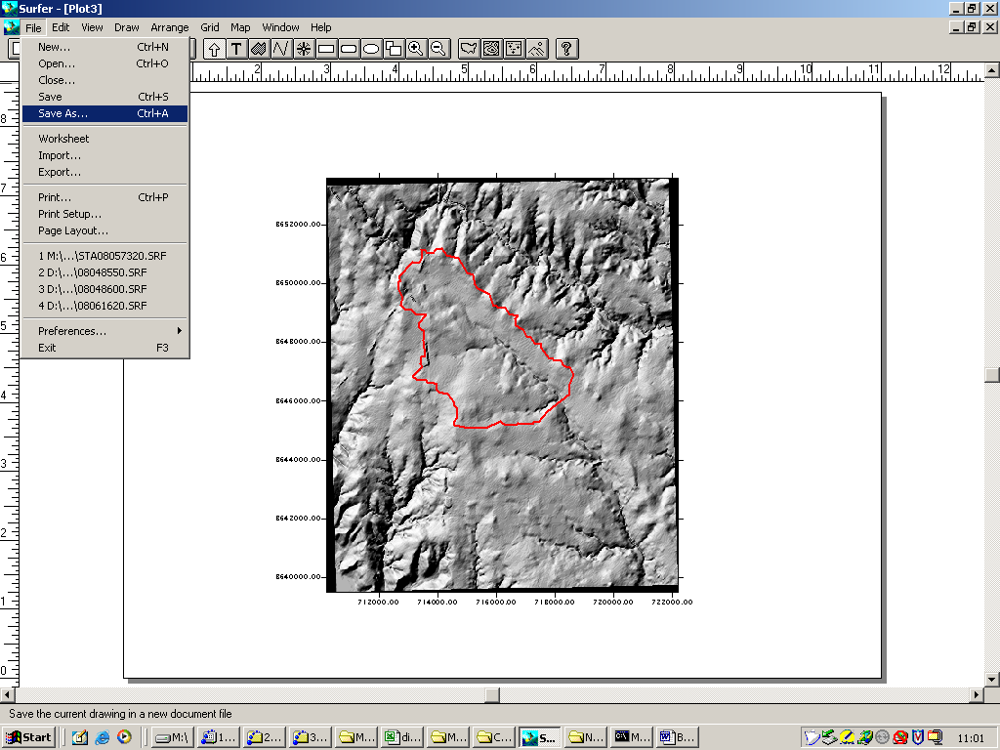 Surfer - [Plot3]
File Edit View Draw Arrange Grid Map Window Help
New... Ctrl+N
Open... Ctrl+O
Close...
Save Ctrl+S
Save As... Ctrl+A
Worksheet
Import...
Export...
Print... Ctrl+P
Print Setup...
Page Layout...
1 M:\...\STA08057320.SRF
2 D:\...\08048550.SRF
3 D:\...\08048600.SRF
4 D:\...\08061620.SRF
Preferences...
Exit F3
T ?
2 3 4 5 6 7 8 9 10 11 12
8
7
6
5
4
3
2
1
0
8652000.00
8650000.00
8648000.00
8646000.00
8644000.00
8642000.00
8640000.00
712000.00 714000.00 716000.00 718000.00 720000.00 722000.00
Save the current drawing in a new document file
Start M:\ 1... 2... 3... M... di... M... C... S... N... M... B... 11:01